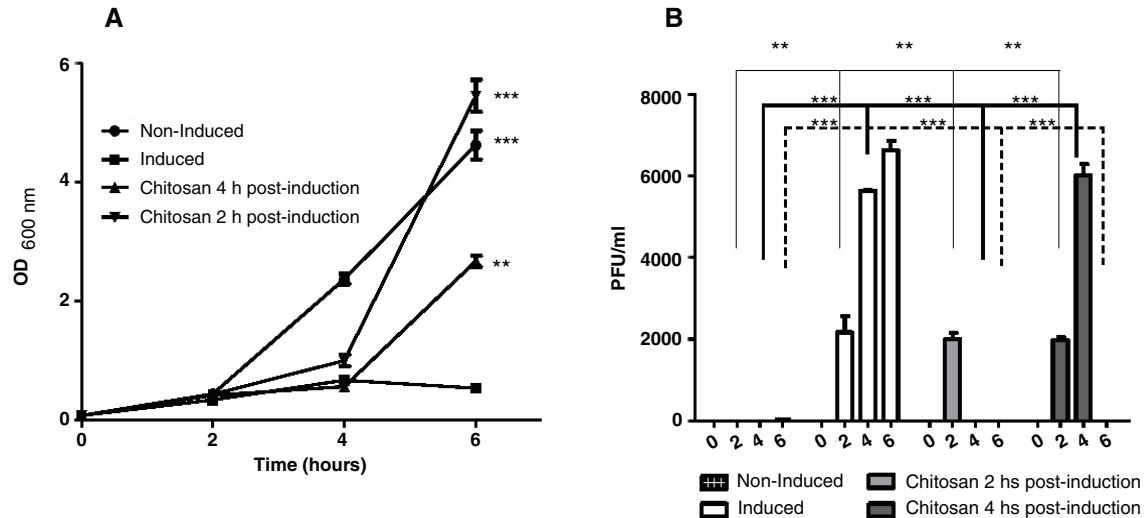 A
OD 600 nm
6
4
2
0
Non-Induced
Induced
Chitosan 4 h post-induction
Chitosan 2 h post-induction
***
***
**
0 2 4 6
Time (hours)
B
** ** **
*** *** ***
*** *** ***
PFU/ml
8000
6000
4000
2000
0
0 2 4 6 0 2 4 6 0 2 4 6 0 2 4 6
Non-Induced
Induced
Chitosan 2 hs post-induction
Chitosan 4 hs post-induction